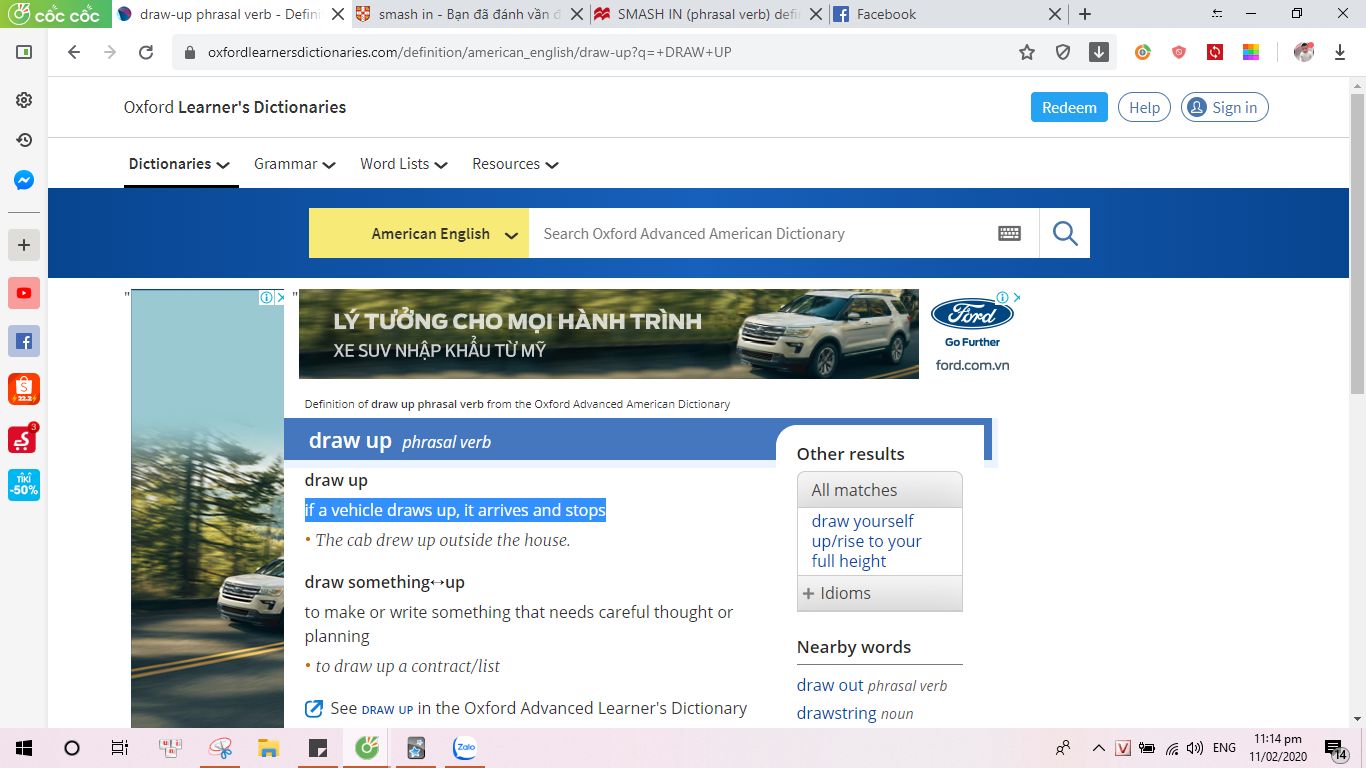 cốc cốc
draw-up phrasal verb - Defini
smash in - Bạn đã đánh vần đ
SMASH IN (phrasal verb) defin
Facebook
oxfordlearnersdictionaries.com/definition/american_english/draw-up?q=+DRAW+UP
Oxford Learner's Dictionaries
Redeem
Help
Sign in
Dictionaries
Grammar
Word Lists
Resources
American English
Search Oxford Advanced American Dictionary
"
"
LÝ TƯỞNG CHO MỌI HÀNH TRÌNH
XE SUV NHẬP KHẨU TỪ MỸ
Ford
Go Further
ford.com.vn
Definition of draw up phrasal verb from the Oxford Advanced American Dictionary
draw up phrasal verb
draw up
if a vehicle draws up, it arrives and stops
• The cab drew up outside the house.
draw something↔up
to make or write something that needs careful thought or
planning
• to draw up a contract/list
See DRAW UP in the Oxford Advanced Learner's Dictionary
Other results
All matches
draw yourself
up/rise to your
full height
+ Idioms
Nearby words
draw out phrasal verb
drawstring noun
22.2
3
TIKI
-50%
Zalo
V
ENG
11:14 pm
11/02/2020
14